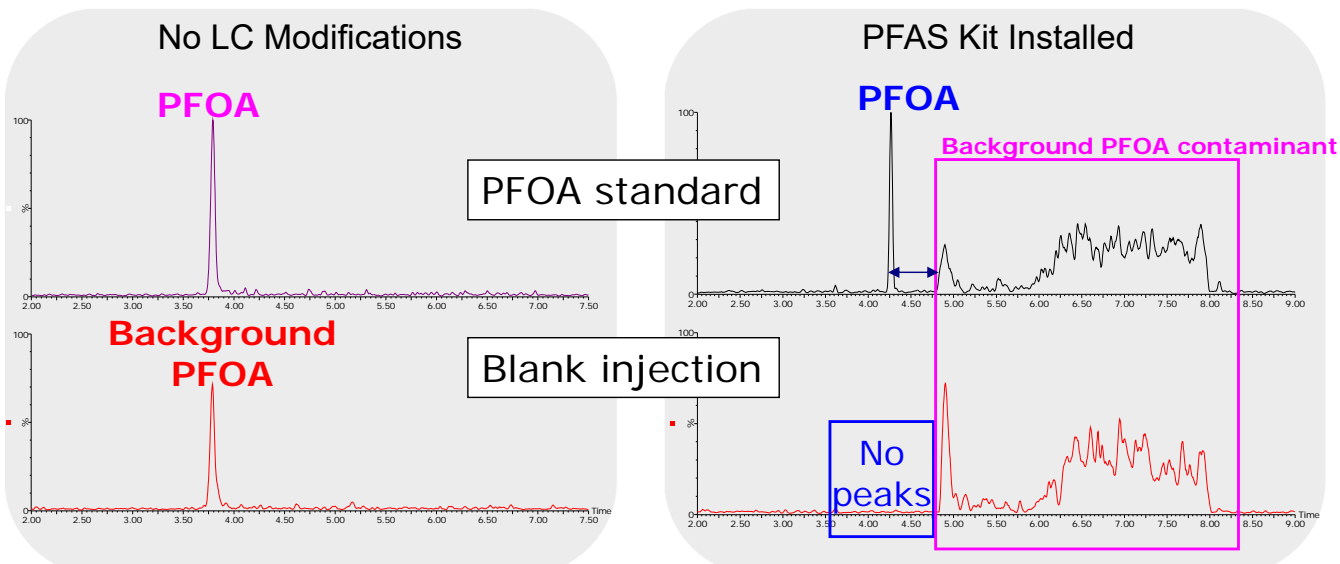 No LC Modifications
PFOA
100
%
0
2.00 2.50 3.00 3.50 4.00 4.50 5.00 5.50 6.00 6.50 7.00 7.50
Background
PFOA
100
%
0
2.00 2.50 3.00 3.50 4.00 4.50 5.00 5.50 6.00 6.50 7.00 7.50
Time
PFOA standard
Blank injection
PFAS Kit Installed
PFOA
Background PFOA contaminant
100
0
2.00 2.50 3.00 3.50 4.00 4.50 5.00 5.50 6.00 6.50 7.00 7.50 8.00 8.50 9.00
100
%
0
No
peaks
2.00 2.50 3.00 3.50 4.00 4.50 5.00 5.50 6.00 6.50 7.00 7.50 8.00 8.50 9.00
Time